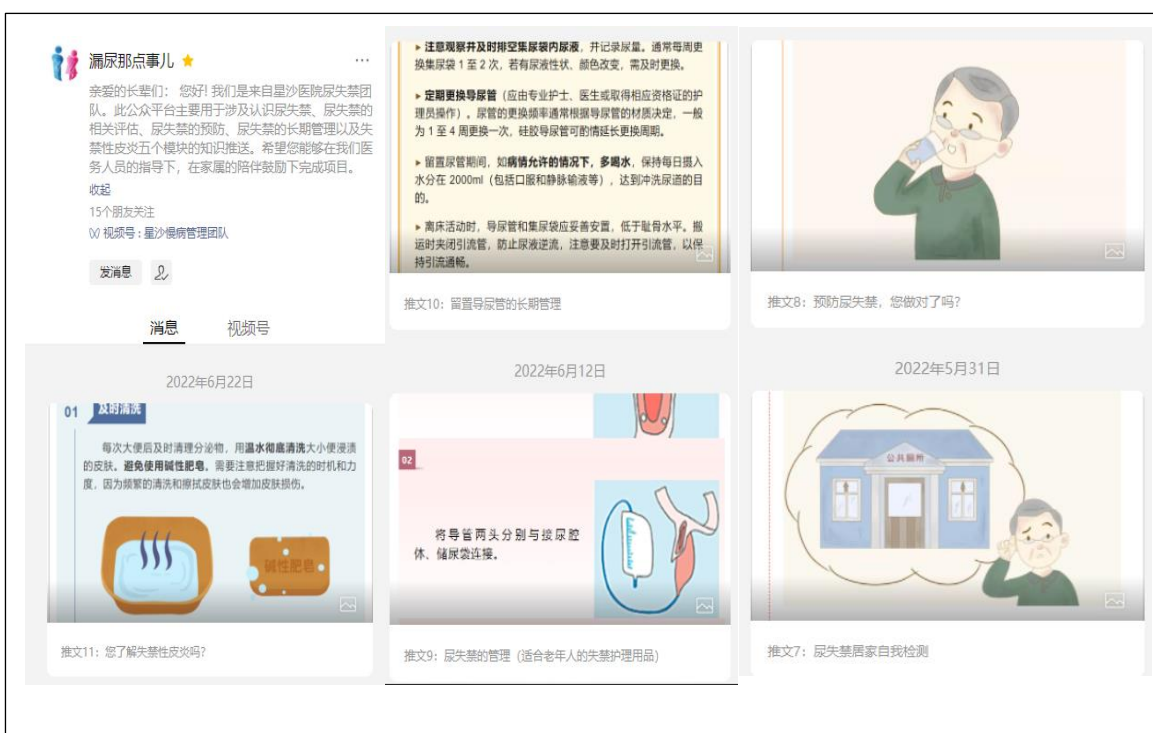 漏尿那点事儿
亲爱的长辈们： 您好！我们是来自星沙医院尿失禁团
队。此公众平台主要用于涉及认识尿失禁、尿失禁的
相关评估、尿失禁的预防、尿失禁的长期管理以及失
禁性皮炎五个模块的知识推送。希望您能够在我们医
务人员的指导下，在家属的陪伴鼓励下完成项目。
收起
15个朋友关注
视频号：星沙慢病管理团队
发消息
消息 视频号
2022年6月22日
01 及时清洗
每次大便后及时清理分泌物，用温水彻底清洗大小便浸渍
的皮肤。避免使用碱性肥皂。需要注意把握好清洗的时机和力
度，因为频繁的清洗和擦拭皮肤也会增加皮肤损伤。
碱性肥皂
推文11：您了解失禁性皮炎吗？
▸ 注意观察并及时排空集尿袋内尿液，并记录尿量。通常每周更
换集尿袋 1 至 2 次，若有尿液性状、颜色改变，需及时更换。
▸ 定期更换导尿管（应由专业护士、医生或取得相应资格证的护
理员操作）。尿管的更换频率通常根据导尿管的材质决定，一般
为 1 至 4 周更换一次，硅胶导尿管可酌情延长更换周期。
▸ 留置尿管期间，如病情允许的情况下，多喝水，保持每日摄入
水分在 2000ml（包括口服和静脉输液等），达到冲洗尿道的目
的。
▸ 离床活动时，导尿管和集尿袋应妥善安置，低于耻骨水平。搬
运时夹闭引流管，防止尿液逆流，注意要及时打开引流管，以保
持引流通畅。
推文10：留置导尿管的长期管理
2022年6月12日
02
将导管两头分别与接尿腔
体、储尿袋连接。
推文9：尿失禁的管理（适合老年人的失禁护理用品）
推文8：预防尿失禁，您做对了吗？
2022年5月31日
公共厕所
推文7：尿失禁居家自我检测